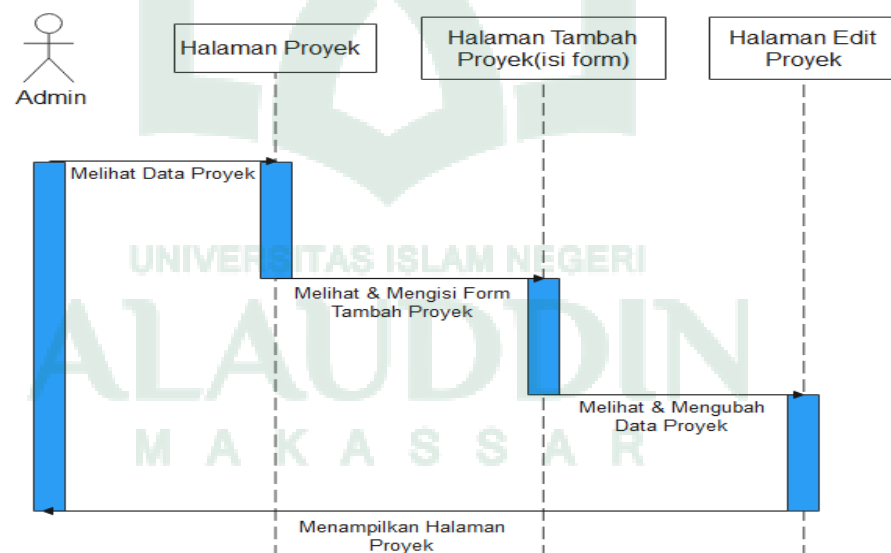 Halaman Proyek
Halaman Tambah
Proyek(isi form)
Halaman Edit
Proyek
Admin
Melihat Data Proyek
UNIVERSITAS ISLAM NEGERI
Melihat & Mengisi Form
Tambah Proyek
ALAUDDIN
Melihat & Mengubah
Data Proyek
MAKASSAR
Menampilkan Halaman
Proyek